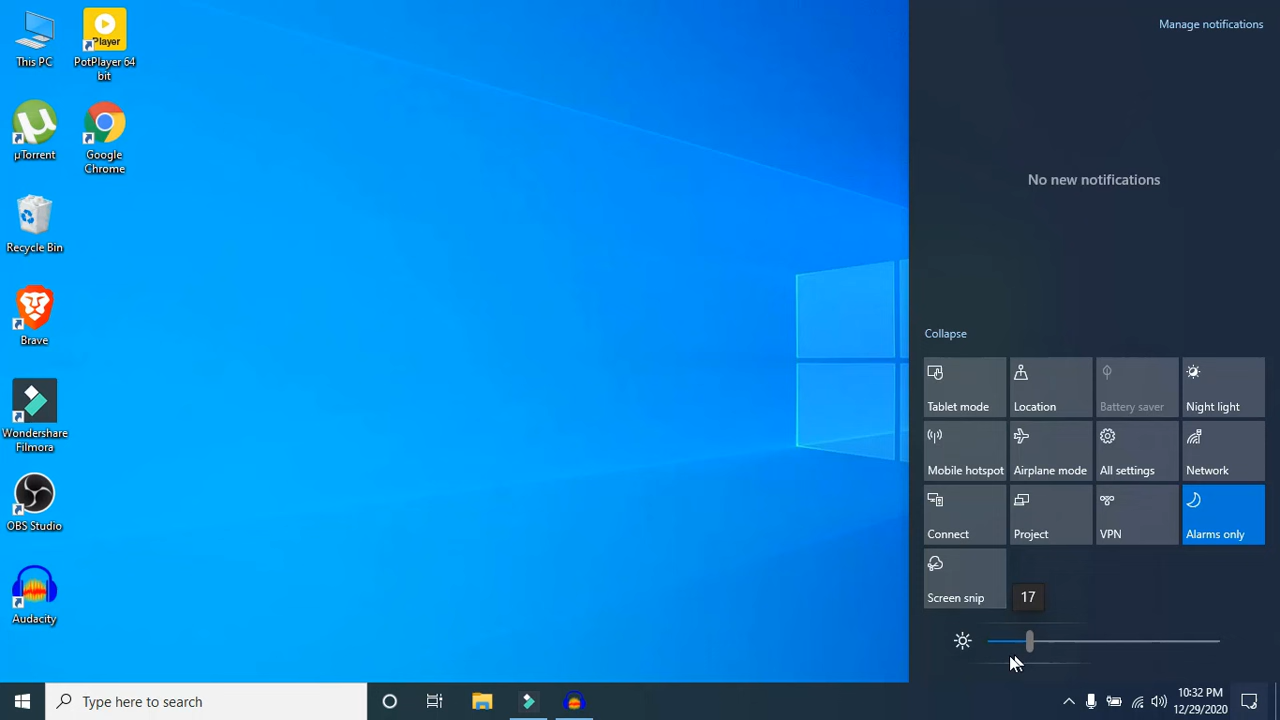 This PC
Player
PotPlayer 64
bit
µTorrent
Google
Chrome
Recycle Bin
Brave
Wondershare
Filmora
OBS Studio
Audacity
Manage notifications
No new notifications
Collapse
Tablet mode
Location
Battery saver
Night light
Mobile hotspot
Airplane mode
All settings
Network
Connect
Project
VPN
Alarms only
Screen snip
17
Type here to search
10:32 PM
12/29/2020